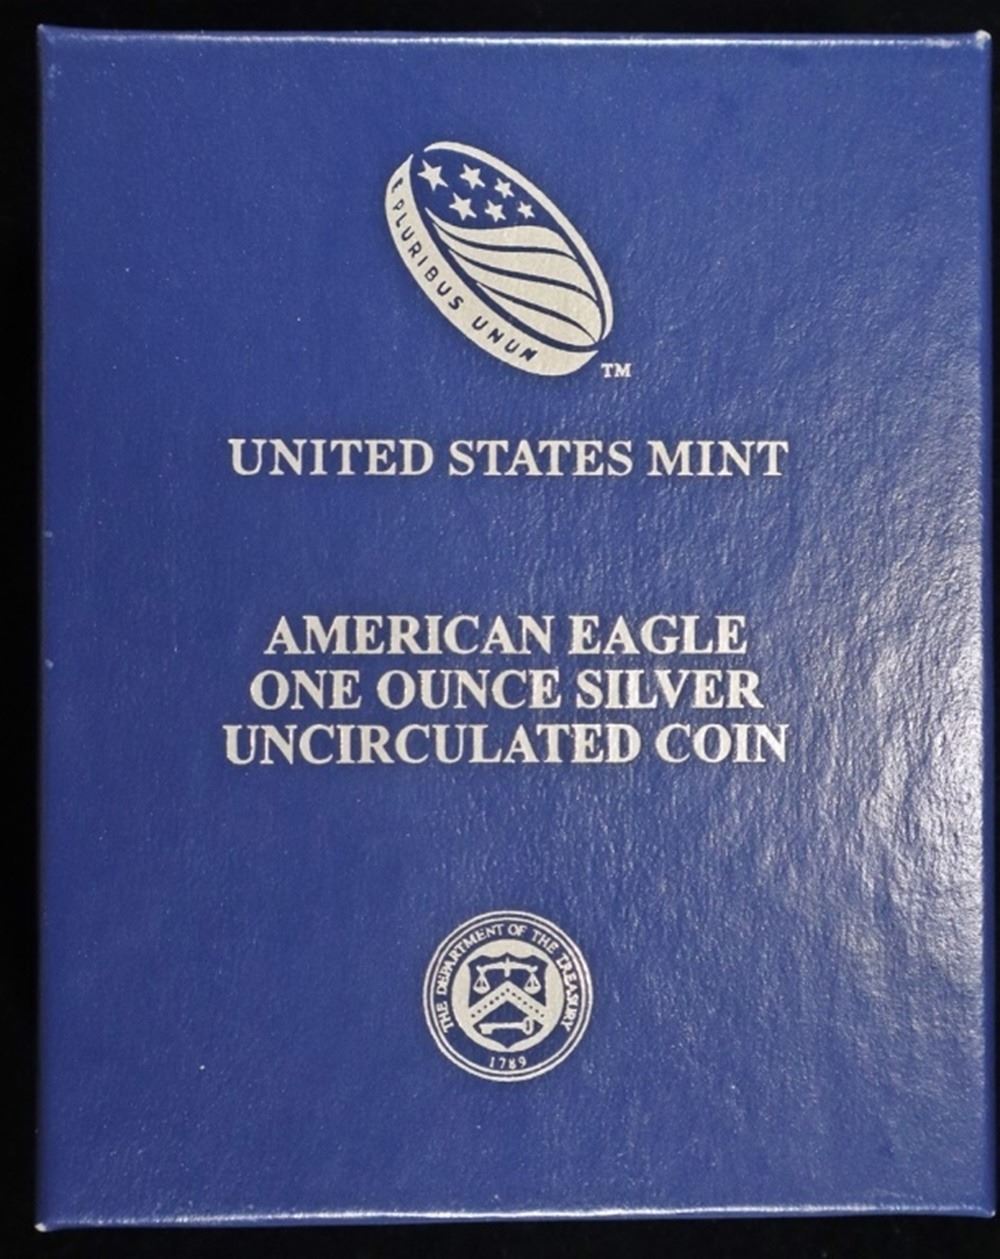 E PLURIBUS UNUM
TM
UNITED STATES MINT
AMERICAN EAGLE
ONE OUNCE SILVER
UNCIRCULATED COIN
THE DEPARTMENT OF THE TREASURY
1789